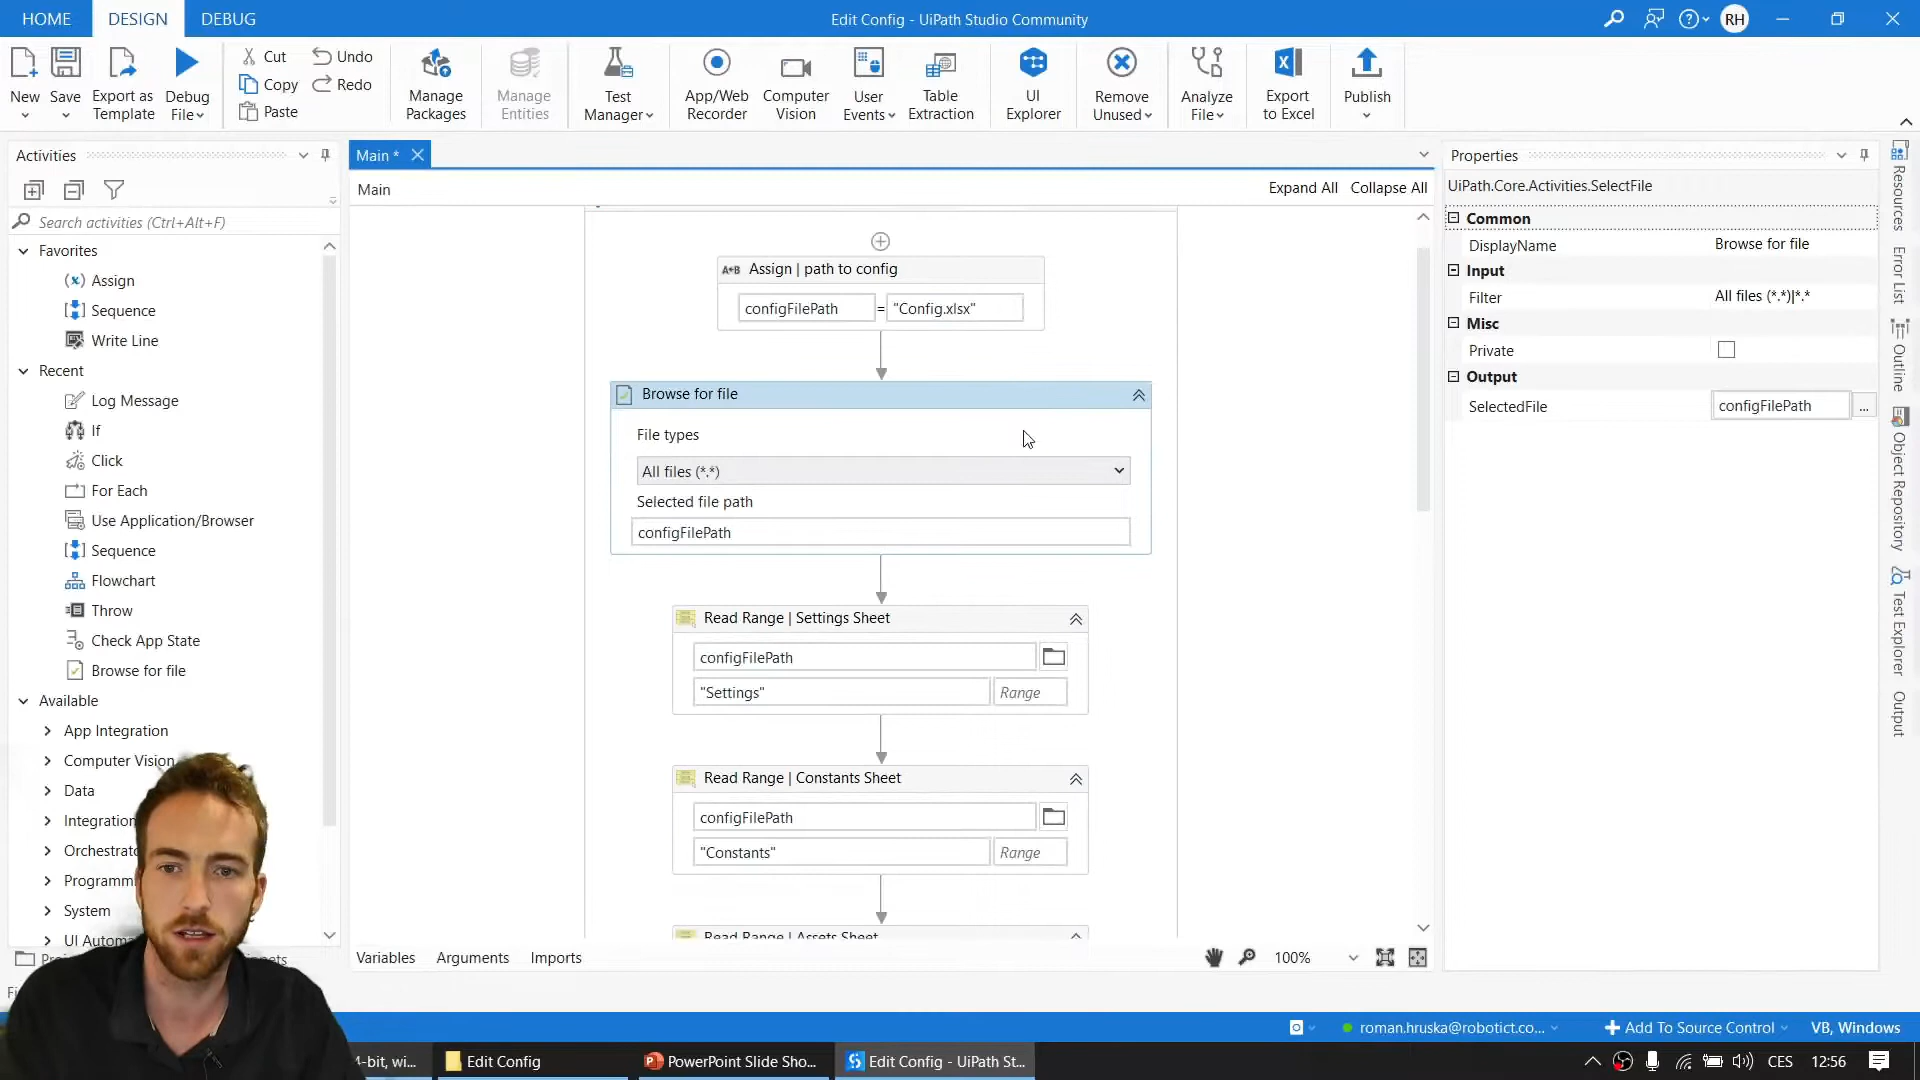 HOME
DESIGN
DEBUG
Edit Config - UiPath Studio Community
RH
New
Save
Export as
Template
Debug
File
Cut
Copy
Paste
Undo
Redo
Manage
Packages
Manage
Entities
Test
Manager
App/Web
Recorder
Computer
Vision
User
Events
Table
Extraction
UI
Explorer
Remove
Unused
Analyze
File
Export
to Excel
Publish
Activities
Search activities (Ctrl+Alt+F)
Favorites
Assign
Sequence
Write Line
Recent
Log Message
If
Click
For Each
Use Application/Browser
Sequence
Flowchart
Throw
Check App State
Browse for file
Available
App Integration
Computer Vision
Data
Integration
System
Main *
Main
Expand All
Collapse All
A+B Assign | path to config
configFilePath = "Config.xlsx"
Browse for file
File types
All files (*.*)
Selected file path
configFilePath
Read Range | Settings Sheet
configFilePath
"Settings"
Range
Read Range | Constants Sheet
configFilePath
"Constants"
Range
Read Range | Assets Sheet
Variables
Arguments
Imports
100%
Properties
UiPath.Core.Activities.SelectFile
Common
DisplayName
Browse for file
Input
Filter
All files (*.*)|*.*
Misc
Private
Output
SelectedFile
configFilePath
...
Resources
Error List
Outline
Object Repository
Test Explorer
Output
roman.hruska@robotict.co...
Add To Source Control
VB, Windows
4-bit, wi...
Edit Config
PowerPoint Slide Sho...
Edit Config - UiPath St...
CES
12:56